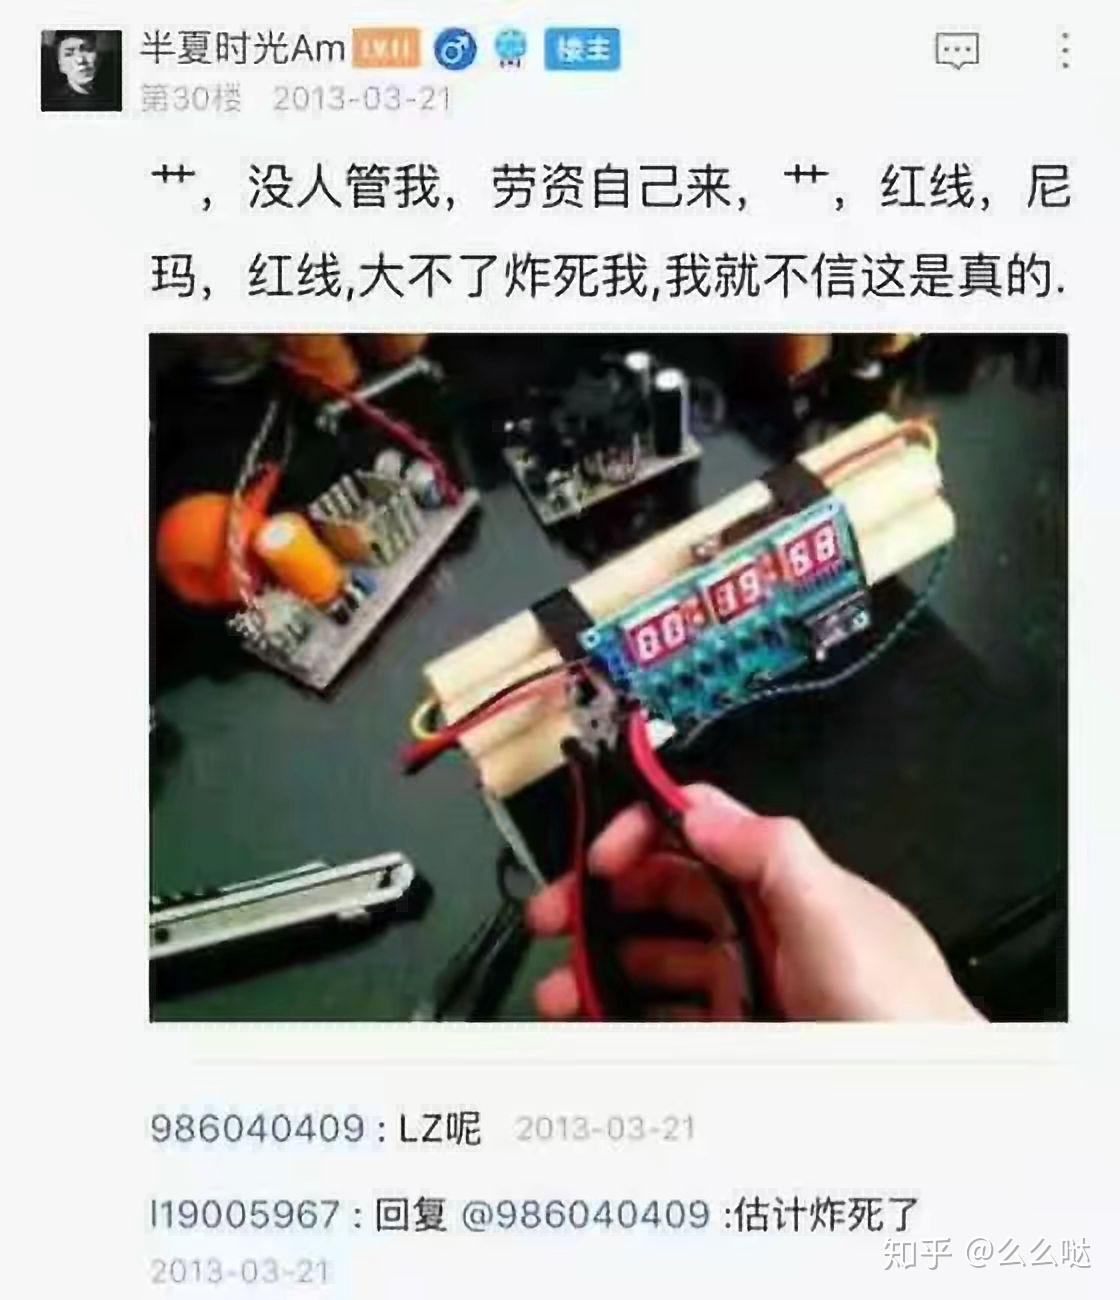 半夏时光Am LV.11 楼主
第30楼 2013-03-21
艹，没人管我，劳资自己来，艹，红线，尼
玛，红线,大不了炸死我,我就不信这是真的.
986040409 : LZ呢 2013-03-21
l19005967 : 回复 @986040409 :估计炸死了
2013-03-21
知乎 @么么哒